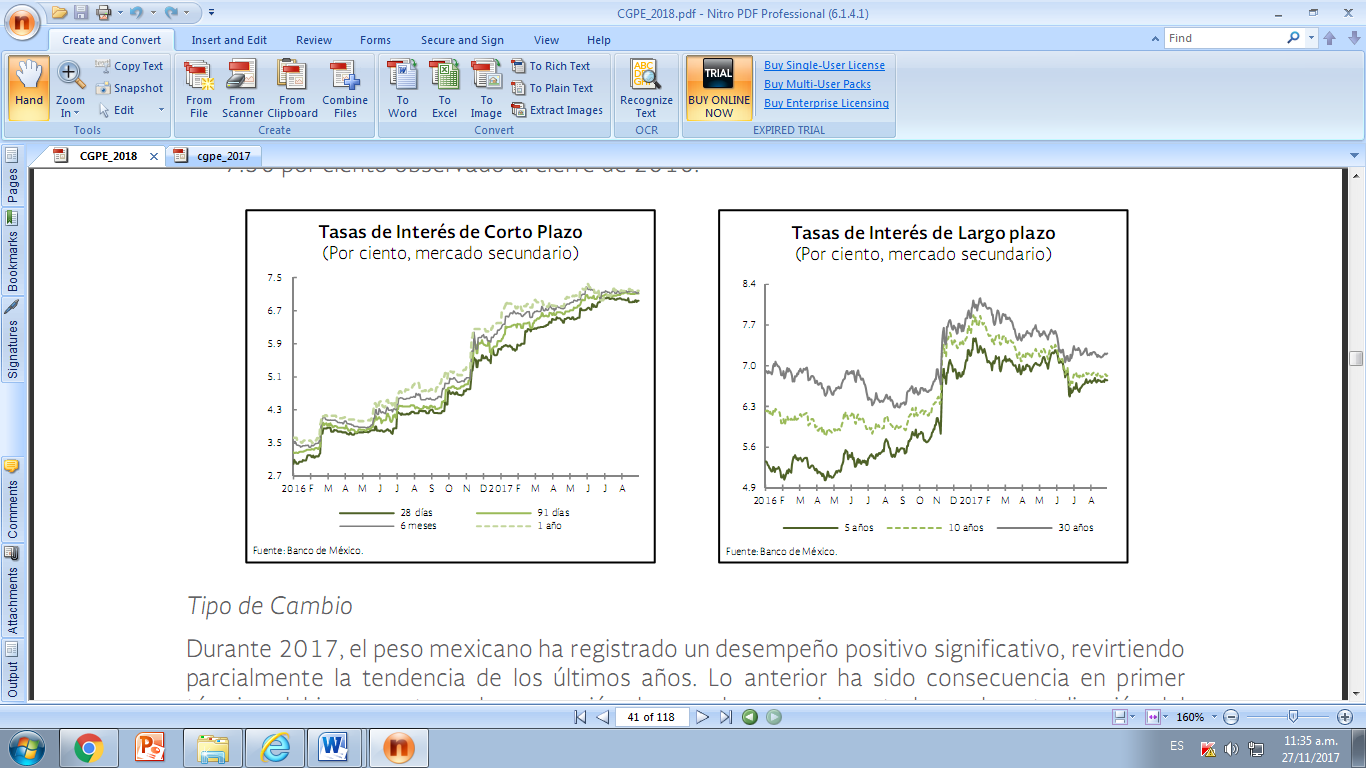 CGPE_2018.pdf - Nitro PDF Professional (6.1.4.1)
Create and Convert Insert and Edit Review Forms Secure and Sign View Help
Find
Hand
Zoom In
Copy Text
Snapshot
Edit
Tools
From File
From Scanner
From Clipboard
Combine Files
Create
To Word
To Excel
To Image
To Rich Text
To Plain Text
Extract Images
Convert
Recognize Text
OCR
TRIAL
BUY ONLINE NOW
Buy Single-User License
Buy Multi-User Packs
Buy Enterprise Licensing
EXPIRED TRIAL
CGPE_2018 cgpe_2017
Pages
Bookmarks
Signatures
Comments
Attachments
Output
7.50 por ciento observado al cierre de 2016.
Tasas de Interés de Corto Plazo
(Por ciento, mercado secundario)
7.5
6.7
5.9
5.1
4.3
3.5
2.7
2016 F M A M J J A S O N D 2017 F M A M J J A
28 días 91 días
6 meses 1 año
Fuente: Banco de México.
Tasas de Interés de Largo plazo
(Por ciento, mercado secundario)
8.4
7.7
7.0
6.3
5.6
4.9
2016 F M A M J J A S O N D 2017 F M A M J J A
5 años 10 años 30 años
Fuente: Banco de México.
Tipo de Cambio
Durante 2017, el peso mexicano ha registrado un desempeño positivo significativo, revirtiendo
parcialmente la tendencia de los últimos años. Lo anterior ha sido consecuencia en primer
41 of 118
160%
ES
11:35 a.m.
27/11/2017